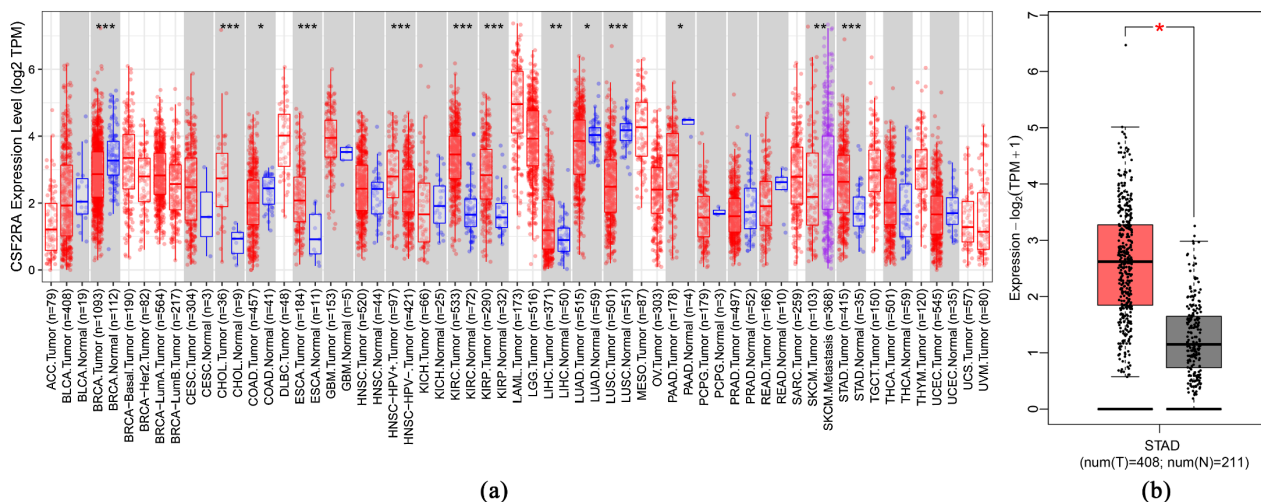 *** *** * *** *** *** *** ** * *** * ** ***
CSF2RA Expression Level (log2 TPM)
6
4
2
0
ACC.Tumor (n=79)
BLCA.Tumor (n=408)
BLCA.Normal (n=19)
BRCA.Tumor (n=1093)
BRCA.Normal (n=112)
BRCA-Basal.Tumor (n=190)
BRCA-Her2.Tumor (n=82)
BRCA-LumA.Tumor (n=564)
BRCA-LumB.Tumor (n=217)
CESC.Tumor (n=304)
CESC.Normal (n=3)
CHOL.Tumor (n=36)
CHOL.Normal (n=9)
COAD.Tumor (n=457)
COAD.Normal (n=41)
DLBC.Tumor (n=48)
ESCA.Tumor (n=184)
ESCA.Normal (n=11)
GBM.Tumor (n=153)
GBM.Normal (n=5)
HNSC.Tumor (n=520)
HNSC.Normal (n=44)
HNSC-HPV+.Tumor (n=97)
HNSC-HPV-.Tumor (n=421)
KICH.Tumor (n=66)
KICH.Normal (n=25)
KIRC.Tumor (n=533)
KIRC.Normal (n=72)
KIRP.Tumor (n=290)
KIRP.Normal (n=32)
LAML.Tumor (n=173)
LGG.Tumor (n=516)
LIHC.Tumor (n=371)
LIHC.Normal (n=50)
LUAD.Tumor (n=515)
LUAD.Normal (n=59)
LUSC.Tumor (n=501)
LUSC.Normal (n=51)
MESO.Tumor (n=87)
OV.Tumor (n=303)
PAAD.Tumor (n=178)
PAAD.Normal (n=4)
PCPG.Tumor (n=179)
PCPG.Normal (n=3)
PRAD.Tumor (n=497)
PRAD.Normal (n=52)
READ.Tumor (n=166)
READ.Normal (n=10)
SARC.Tumor (n=259)
SKCM.Tumor (n=103)
SKCM.Metastasis (n=368)
STAD.Tumor (n=415)
STAD.Normal (n=35)
TGCT.Tumor (n=150)
THCA.Tumor (n=501)
THCA.Normal (n=59)
THYM.Tumor (n=120)
UCEC.Tumor (n=545)
UCEC.Normal (n=35)
UCS.Tumor (n=57)
UVM.Tumor (n=80)
(a)
*
Expression − log2(TPM + 1)
7
6
5
4
3
2
1
0
STAD
(num(T)=408; num(N)=211)
(b)